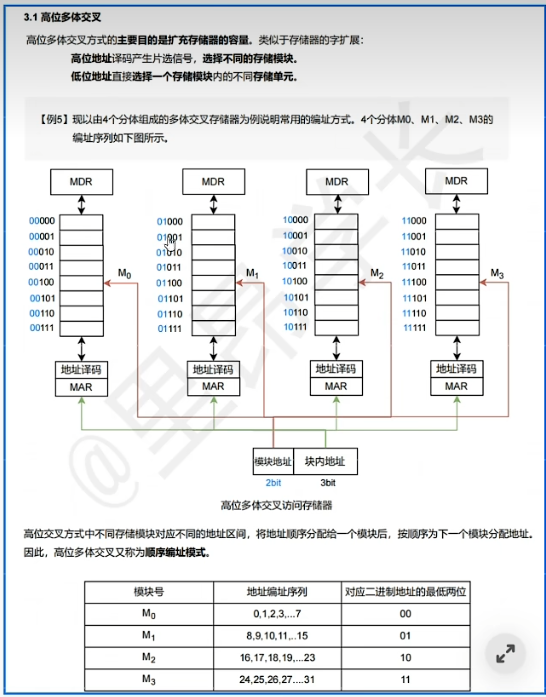 3.1 高位多体交叉
高位多体交叉方式的主要目的是扩充存储器的容量。类似于存储器的字扩展：
高位地址译码产生片选信号，选择不同的存储模块。
低位地址直接选择一个存储模块内的不同存储单元。
【例5】现以由4个分体组成的多体交叉存储器为例说明常用的编址方式。4个分体M0、M1、M2、M3的
编址序列如下图所示。
MDR MDR MDR MDR
00000 01000 10000 11000
00001 01001 10001 11001
00010 01010 10010 11010
00011 01011 10011 11011
M0 M1 M2 M3
00100 01100 10100 11100
00101 01101 10101 11101
00110 01110 10110 11110
00111 01111 10111 11111
地址译码 地址译码 地址译码 地址译码
MAR MAR MAR MAR
模块地址 块内地址
2bit 3bit
高位多体交叉访问存储器
高位交叉方式中不同存储模块对应不同的地址区间，将地址顺序分配给一个模块后，按顺序为下一个模块分配地址。
因此，高位多体交叉又称为顺序编址模式。
模块号 地址编址序列 对应二进制地址的最低两位
M0 0,1,2,3,...7 00
M1 8,9,10,11,..15 01
M2 16,17,18,19,...23 10
M3 24,25,26,27....31 11
@里昂学长